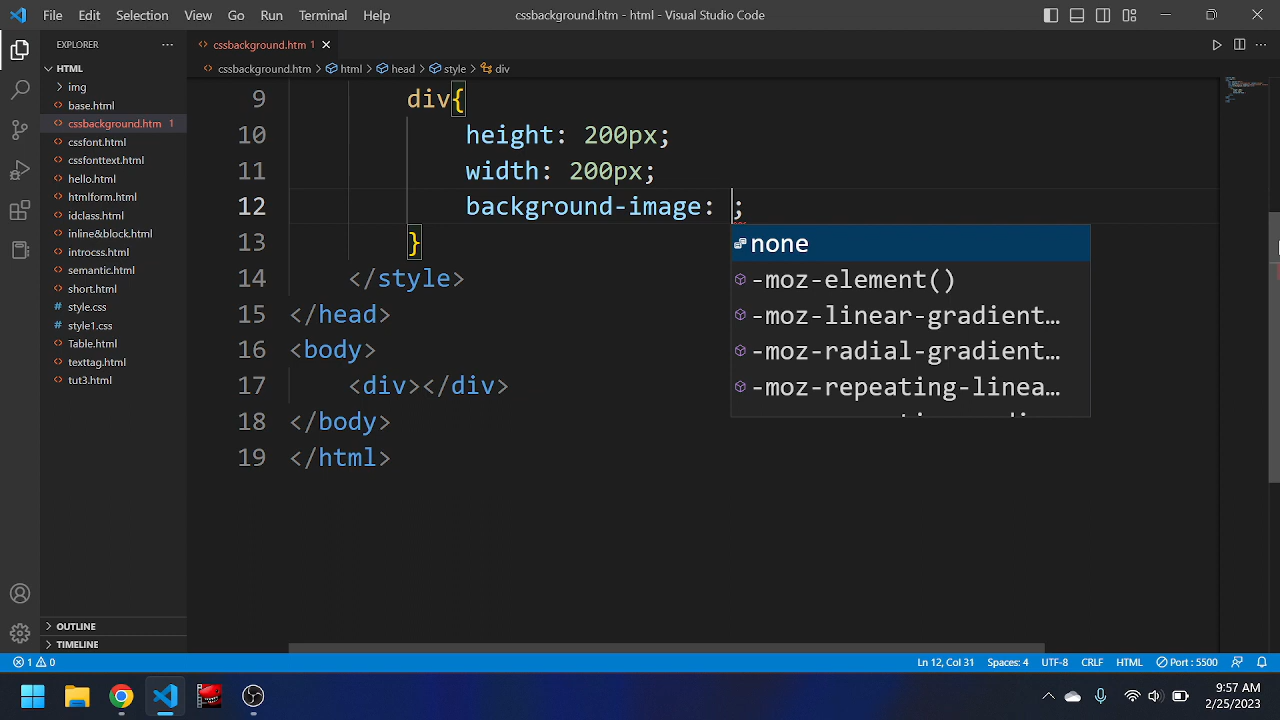 File Edit Selection View Go Run Terminal Help
cssbackground.htm - html - Visual Studio Code
EXPLORER
HTML
img
base.html
cssbackground.htm 1
cssfont.html
cssfonttext.html
hello.html
htmlform.html
idclass.html
inline&block.html
introcss.html
semantic.html
short.html
style.css
style1.css
Table.html
texttag.html
tut3.html
OUTLINE
TIMELINE
cssbackground.htm 1
cssbackground.htm > html > head > style > div
9 div{
10 height: 200px;
11 width: 200px;
12 background-image: ;
13 }
14 </style>
15 </head>
16 <body>
17 <div></div>
18 </body>
19 </html>
none
-moz-element()
-moz-linear-gradient…
-moz-radial-gradient…
-moz-repeating-linea…
1 0
Ln 12, Col 31 Spaces: 4 UTF-8 CRLF HTML Port : 5500
9:57 AM
2/25/2023